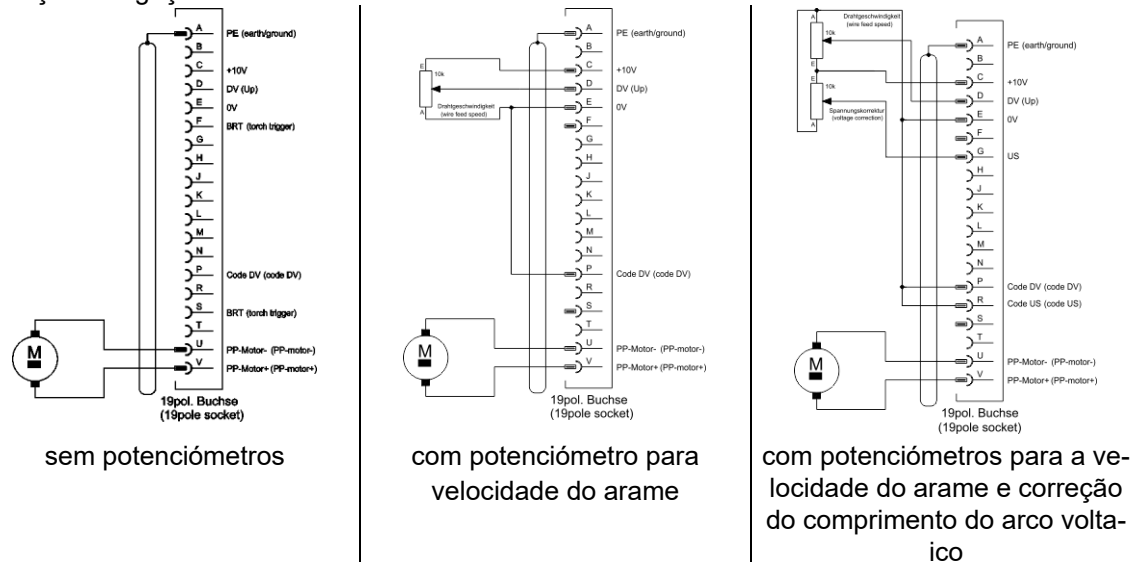 A PE (earth/ground)
B
C +10V
D DV (Up)
E 0V
F BRT (torch trigger)
G
H
J
K
L
M
N
P Code DV (code DV)
R
S BRT (torch trigger)
T
U PP-Motor- (PP-motor-)
V PP-Motor+ (PP-motor+)
M
19pol. Buchse
(19pole socket)
sem potenciómetros
A PE (earth/ground)
B
C +10V
D DV (Up)
E 0V
F
G
H
J
K
L
M
N
P Code DV (code DV)
R
S
T
U PP-Motor- (PP-motor-)
V PP-Motor+ (PP-motor+)
E
10k
A
Drahtgeschwindigkeit
(wire feed speed)
M
19pol. Buchse
(19pole socket)
com potenciómetro para
velocidade do arame
A
Drahtgeschwindigkeit
(wire feed speed)
10k
E
E
10k
Spannungskorrektur
(voltage correction)
A
A PE (earth/ground)
B
C +10V
D DV (Up)
E 0V
F
G US
H
J
K
L
M
N
P Code DV (code DV)
R Code US (code US)
S
T
U PP-Motor- (PP-motor-)
V PP-Motor+ (PP-motor+)
M
19pol. Buchse
(19pole socket)
com potenciómetros para a ve-
locidade do arame e correção
do comprimento do arco volta-
ico